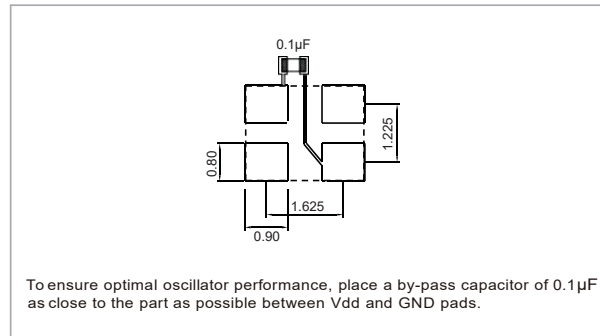 0.1µF
1.225
0.80
1.625
0.90
To ensure optimal oscillator performance, place a by-pass capacitor of 0.1µF
as close to the part as possible between Vdd and GND pads.